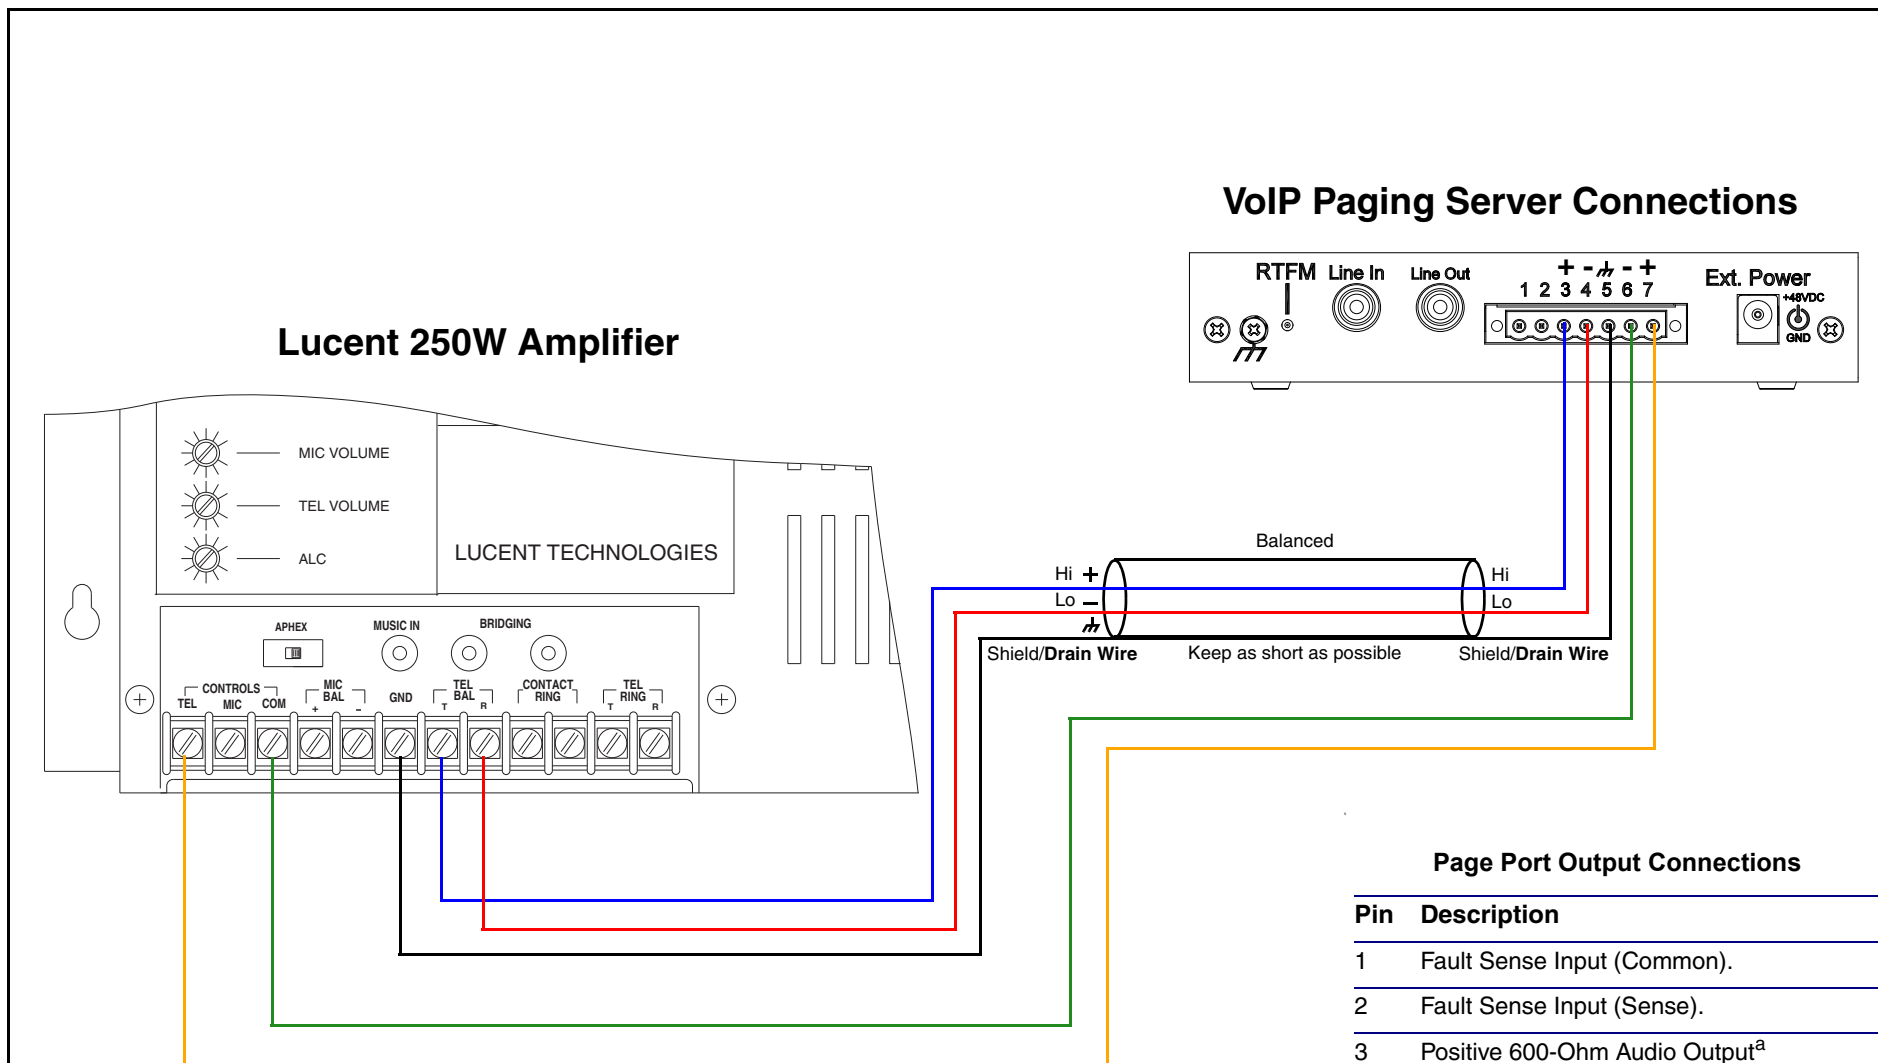 VoIP Paging Server Connections
RTFM Line In Line Out + - - + Ext. Power
1 2 3 4 5 6 7
+48VDC
GND
Lucent 250W Amplifier
MIC VOLUME
TEL VOLUME
ALC
LUCENT TECHNOLOGIES
Balanced
Hi + Hi
Lo – Lo
Shield/Drain Wire Keep as short as possible Shield/Drain Wire
APHEX MUSIC IN BRIDGING
CONTROLS MIC BAL GND TEL BAL CONTACT RING TEL RING
TEL MIC COM + – T R T R
Page Port Output Connections
Pin Description
1 Fault Sense Input (Common).
2 Fault Sense Input (Sense).
3 Positive 600-Ohm Audio Outputa